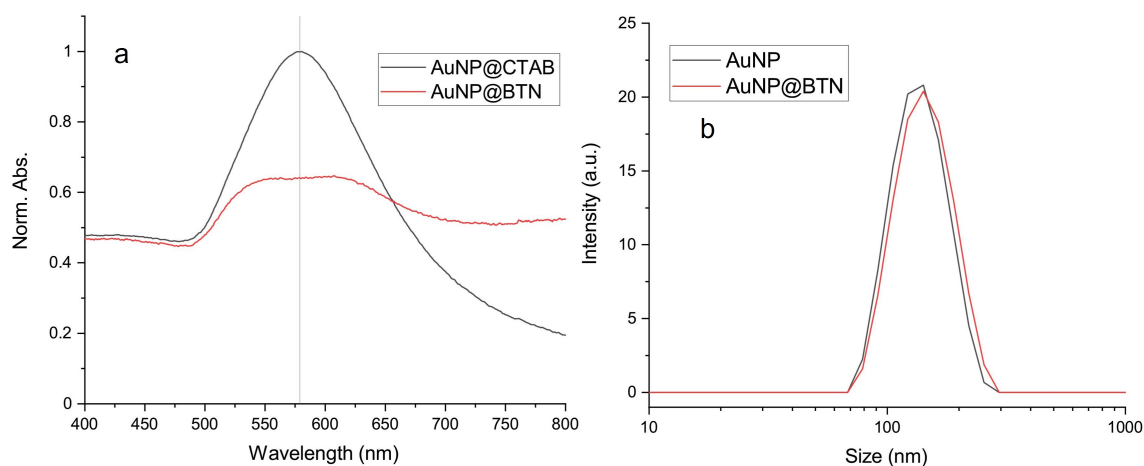 a
Norm. Abs.
1
0.8
0.6
0.4
0.2
0
400 450 500 550 600 650 700 750 800
Wavelength (nm)
AuNP@CTAB
AuNP@BTN
b
Intensity (a.u.)
25
20
15
10
5
0
10 100 1000
Size (nm)
AuNP
AuNP@BTN